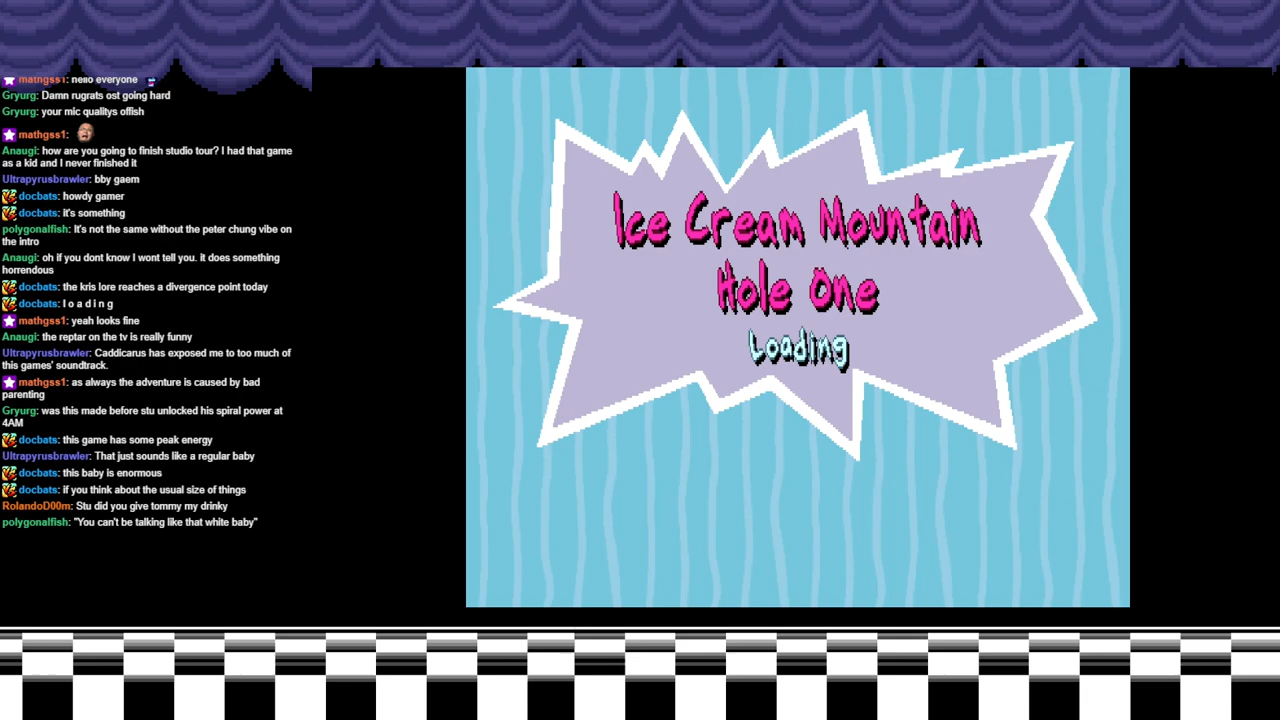 mathgss1: hello everyone
Gryurg: Damn rugrats ost going hard
Gryurg: your mic qualitys offish
mathgss1:
Anaugi: how are you going to finish studio tour? I had that game
as a kid and I never finished it
Ultrapyrusbrawler: bby gaem
docbats: howdy gamer
docbats: it's something
polygonalfish: It's not the same without the peter chung vibe on
the intro
Anaugi: oh if you dont know I wont tell you. it does something
horrendous
docbats: the kris lore reaches a divergence point today
docbats: l o a d i n g
mathgss1: yeah looks fine
Anaugi: the reptar on the tv is really funny
Ultrapyrusbrawler: Caddicarus has exposed me to too much of
this games' soundtrack.
mathgss1: as always the adventure is caused by bad
parenting
Gryurg: was this made before stu unlocked his spiral power at
4AM
docbats: this game has some peak energy
Ultrapyrusbrawler: That just sounds like a regular baby
docbats: this baby is enormous
docbats: if you think about the usual size of things
RolandoD00m: Stu did you give tommy my drinky
polygonalfish: "You can't be talking like that white baby"
Ice Cream Mountain
Hole One
Loading